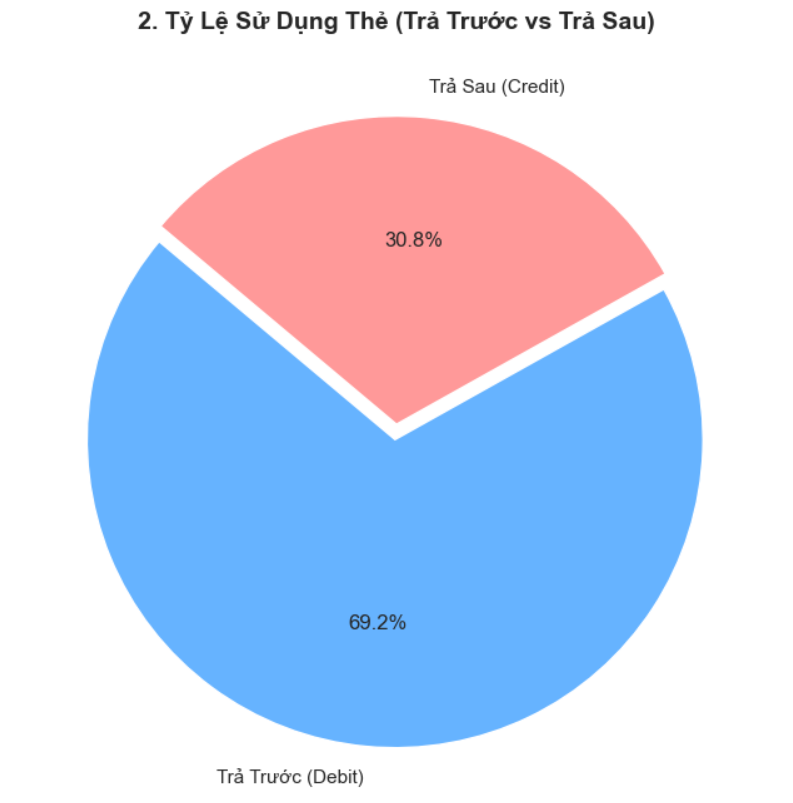 2. Tỷ Lệ Sử Dụng Thẻ (Trả Trước vs Trả Sau)
Trả Sau (Credit)
30.8%
69.2%
Trả Trước (Debit)